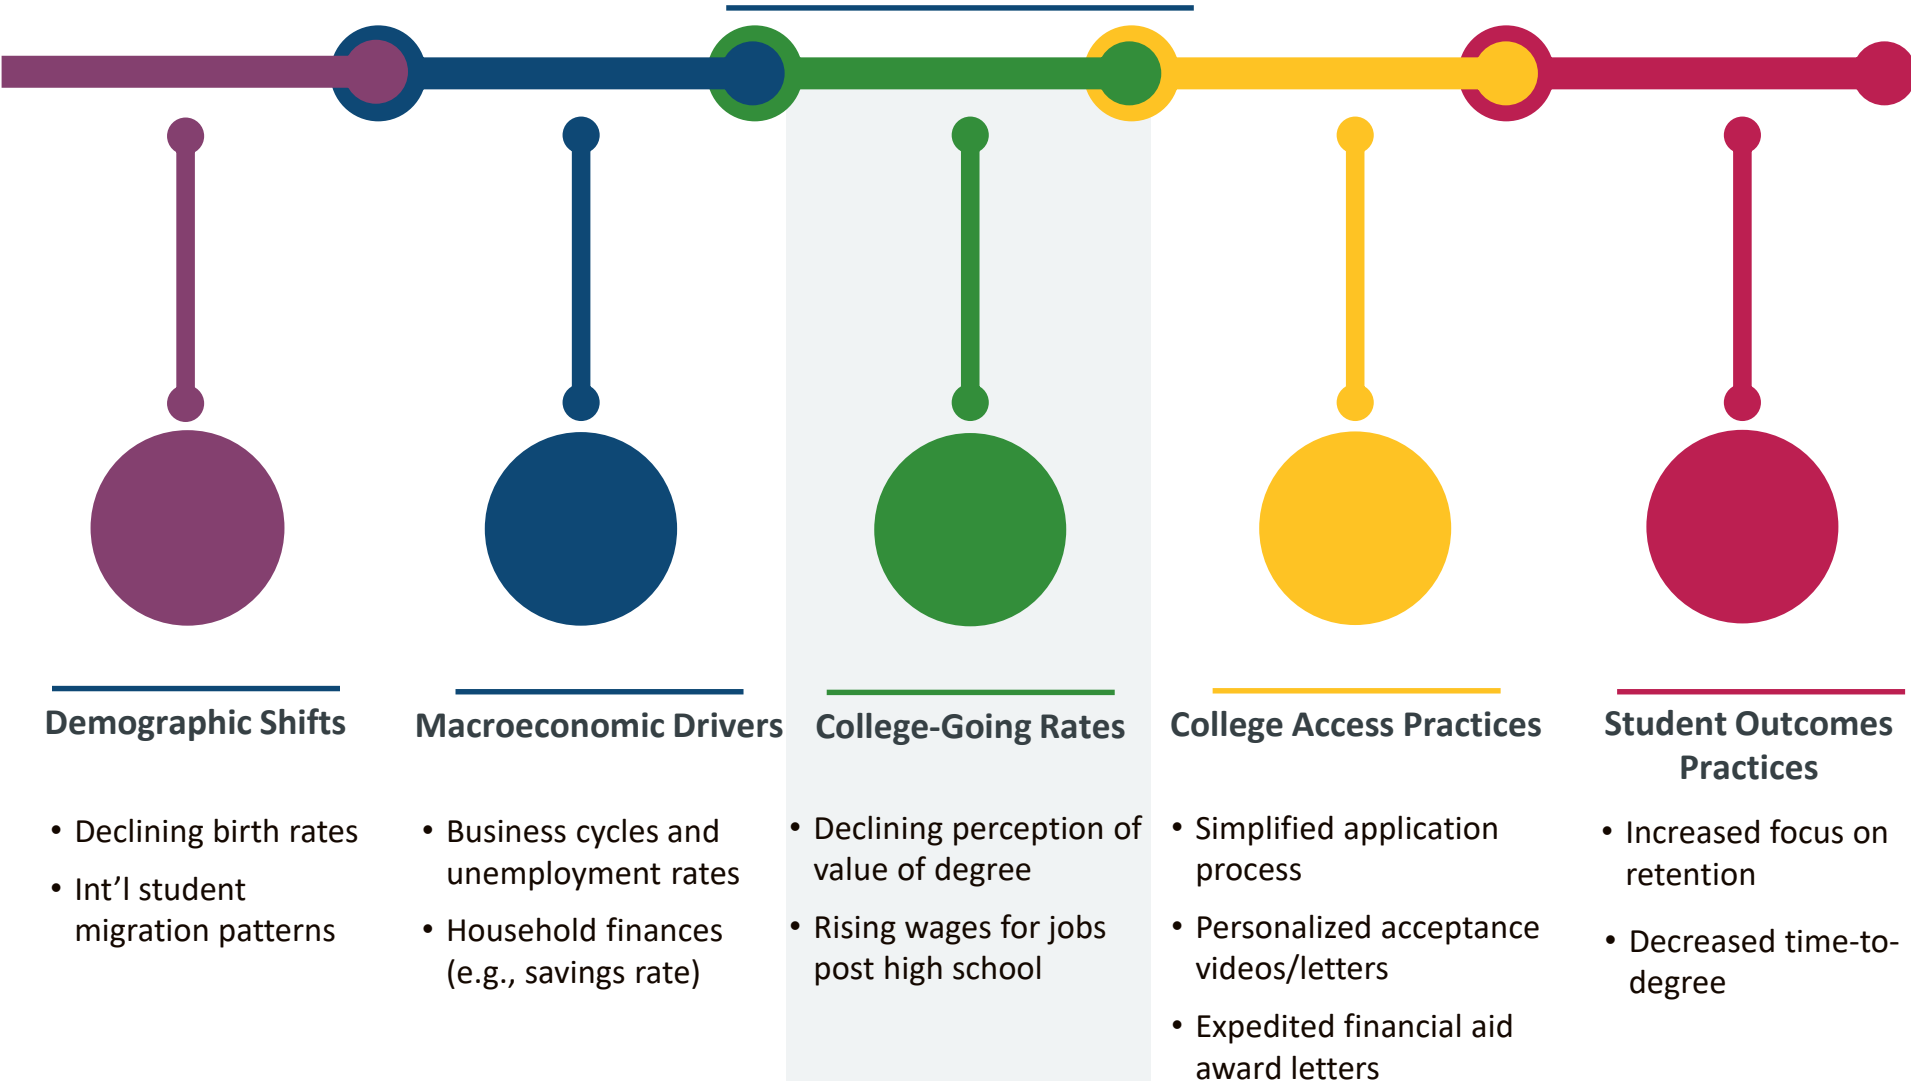 Demographic Shifts
• Declining birth rates
• Int’l student
migration patterns
Macroeconomic Drivers
• Business cycles and
unemployment rates
• Household finances
(e.g., savings rate)
College-Going Rates
• Declining perception of
value of degree
• Rising wages for jobs
post high school
College Access Practices
• Simplified application
process
• Personalized acceptance
videos/letters
• Expedited financial aid
award letters
Student Outcomes
Practices
• Increased focus on
retention
• Decreased time-to-
degree